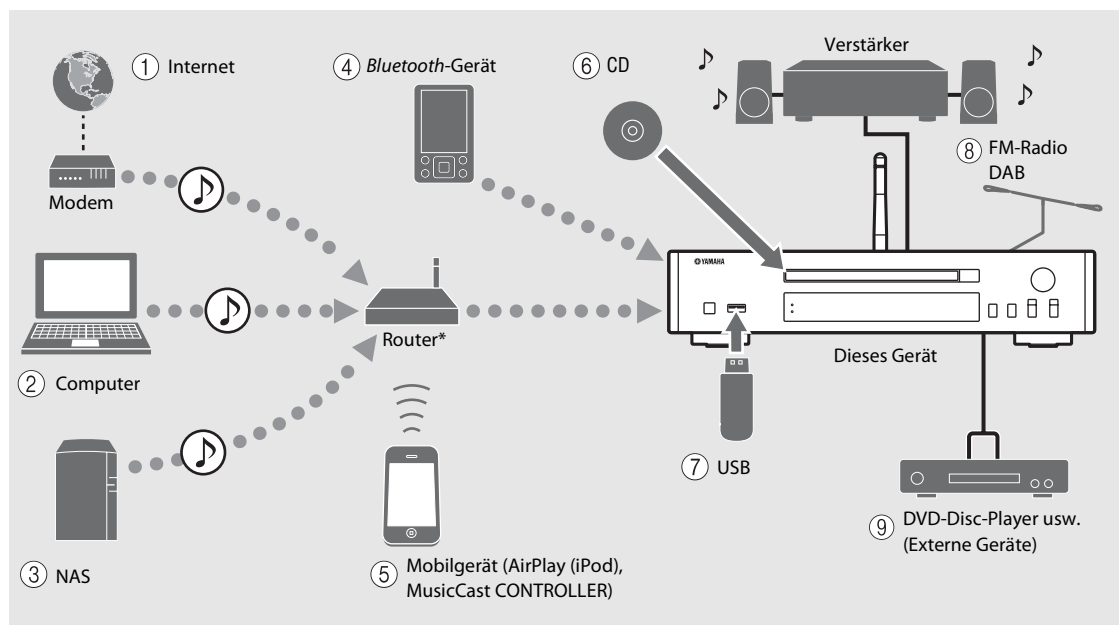 ① Internet
④ Bluetooth-Gerät
⑥ CD
Verstärker
⑧ FM-Radio
DAB
Modem
YAMAHA
Router*
Dieses Gerät
② Computer
⑦ USB
③ NAS
⑤ Mobilgerät (AirPlay (iPod),
MusicCast CONTROLLER)
⑨ DVD-Disc-Player usw.
(Externe Geräte)